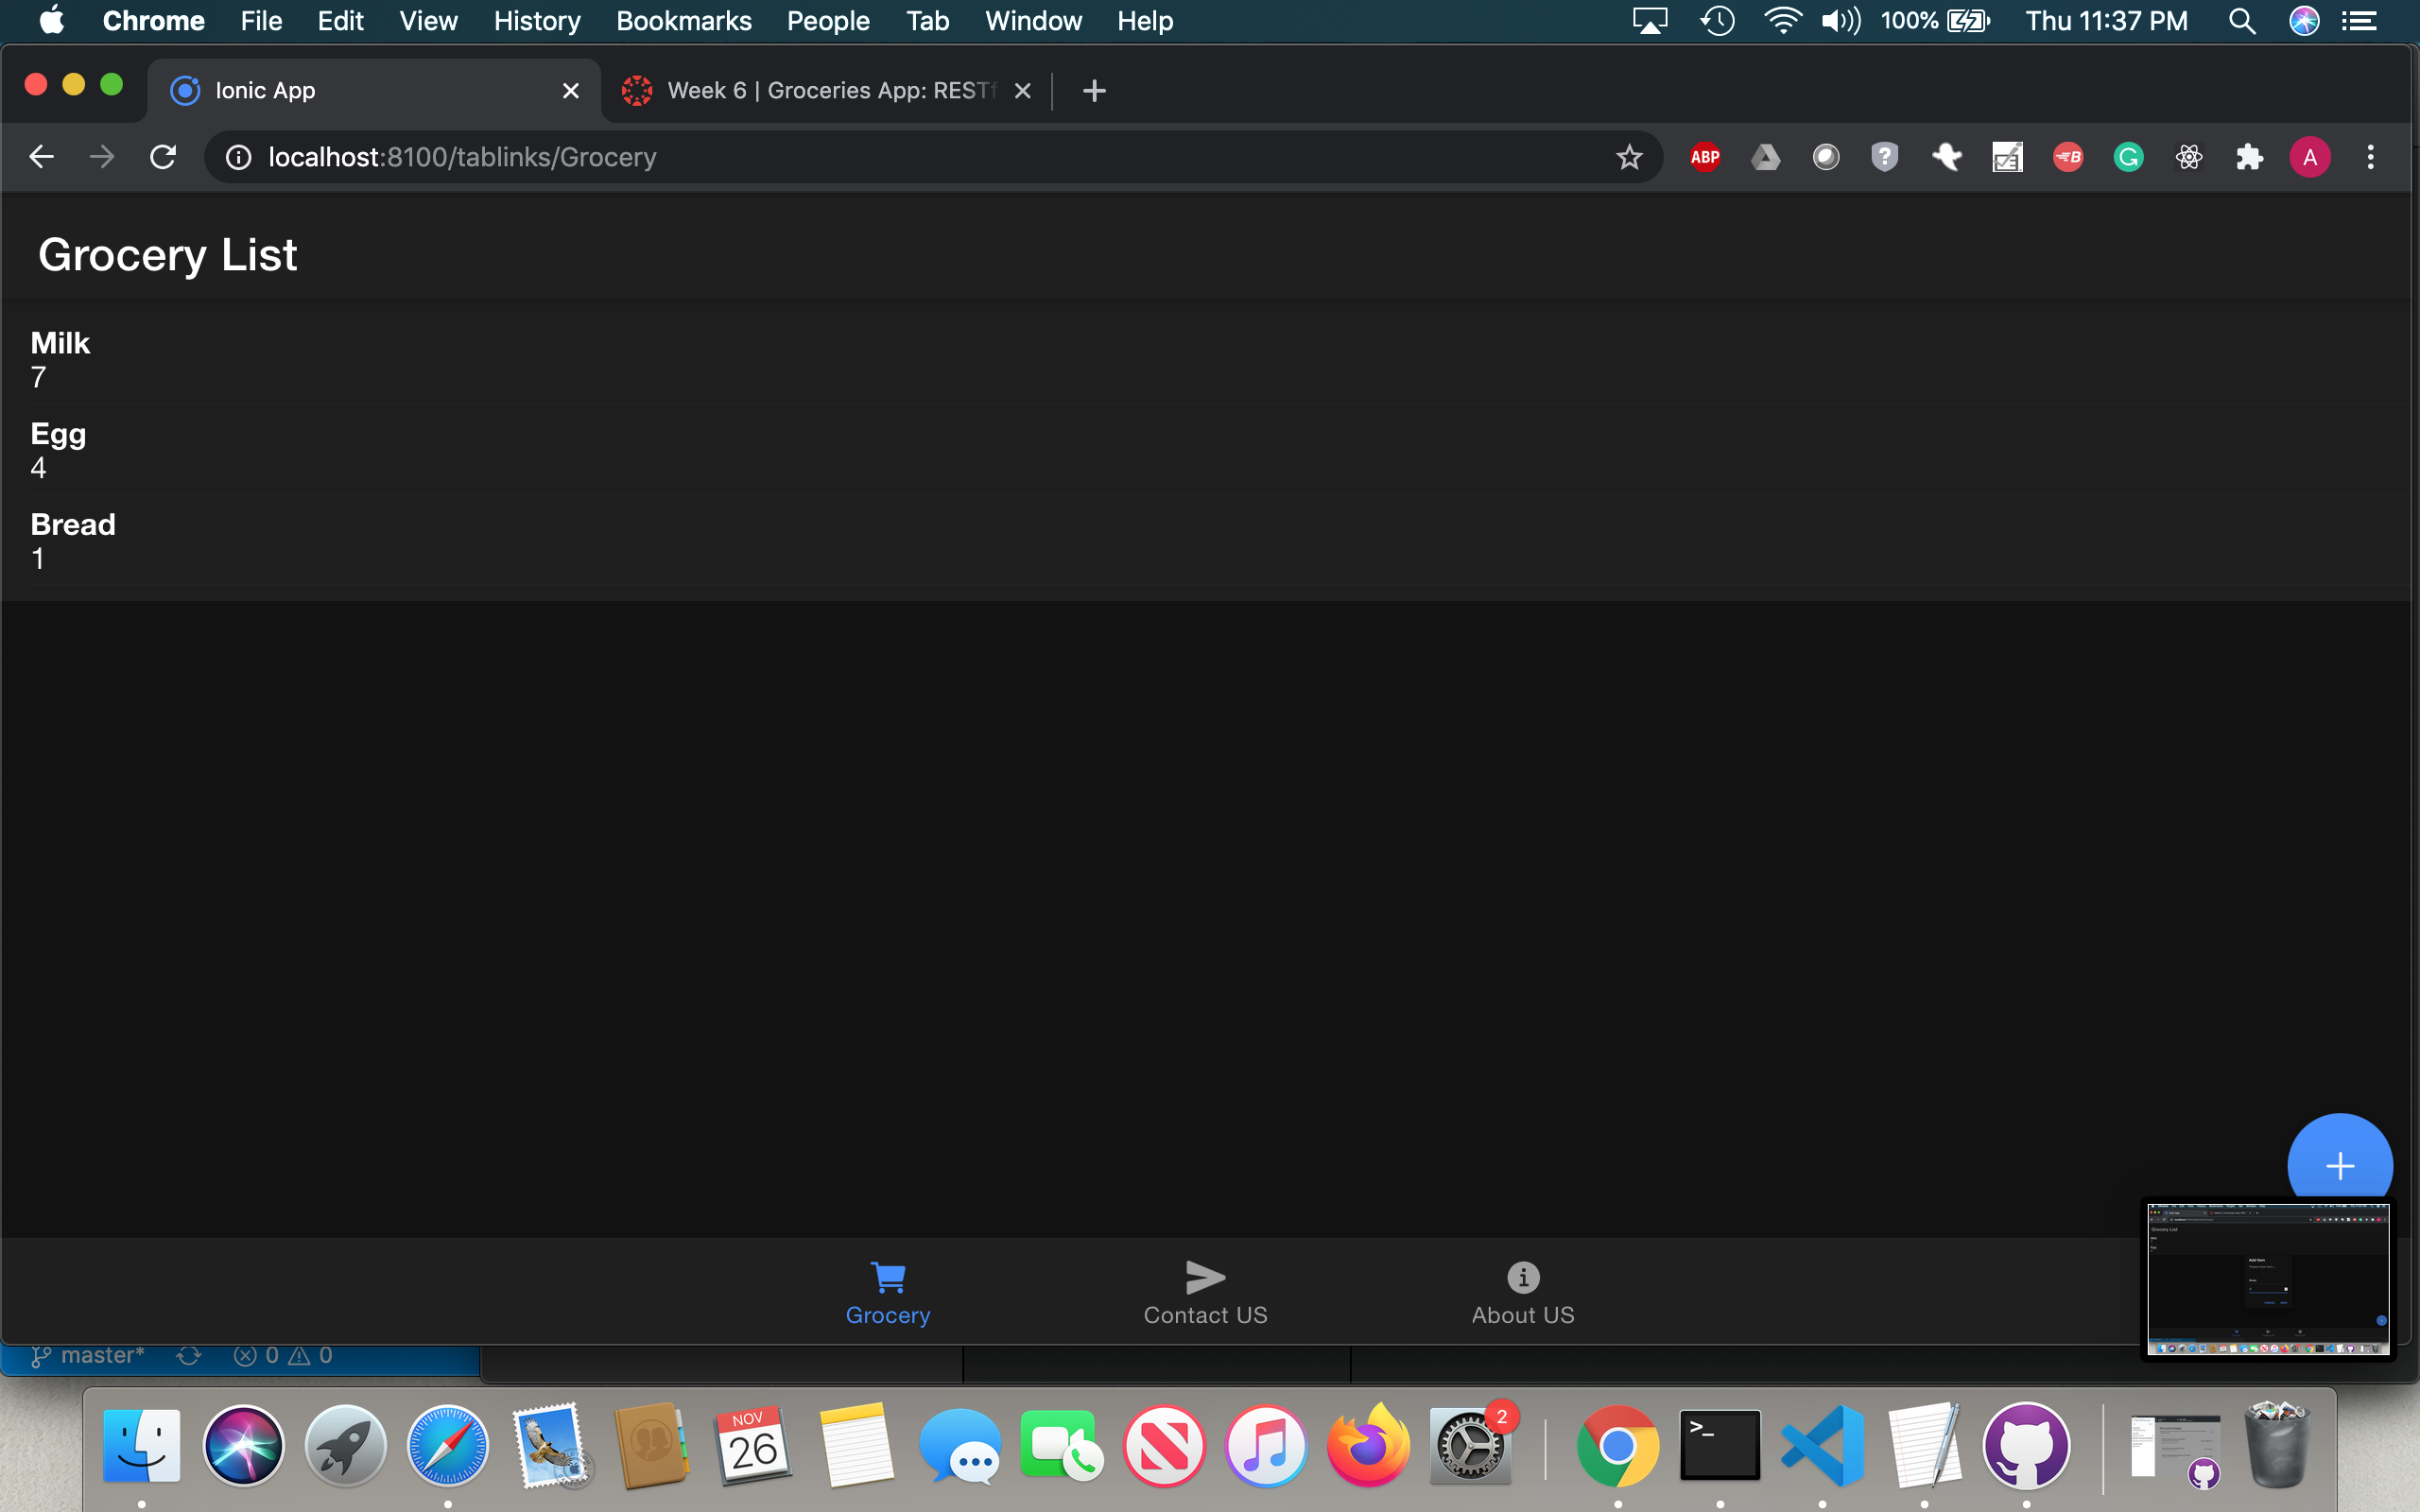 Chrome File Edit View History Bookmarks People Tab Window Help 100% Thu 11:37 PM
Ionic App Week 6 | Groceries App: RESTf
localhost:8100/tablinks/Grocery ABP ? B G A
Grocery List
Milk
7
Egg
4
Bread
1
Grocery Contact US About US
master* 0 0
NOV
26
2
>_